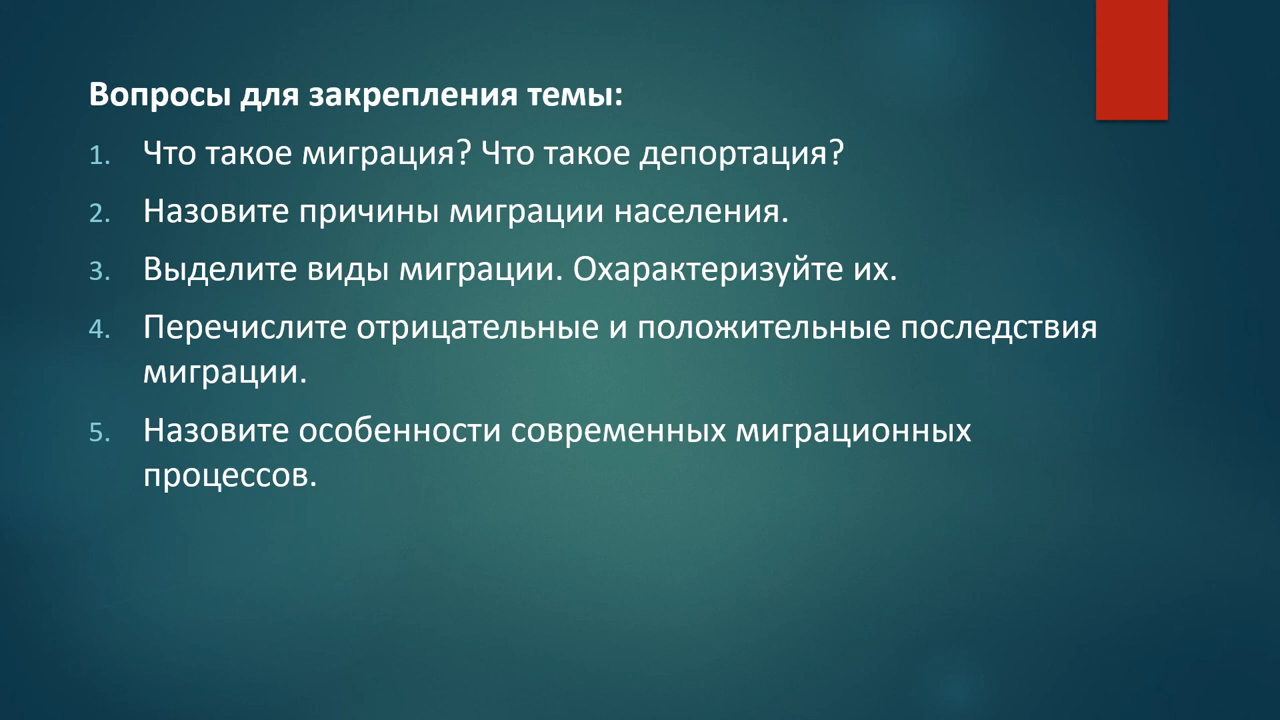 Вопросы для закрепления темы:
1. Что такое миграция? Что такое депортация?
2. Назовите причины миграции населения.
3. Выделите виды миграции. Охарактеризуйте их.
4. Перечислите отрицательные и положительные последствия
миграции.
5. Назовите особенности современных миграционных
процессов.